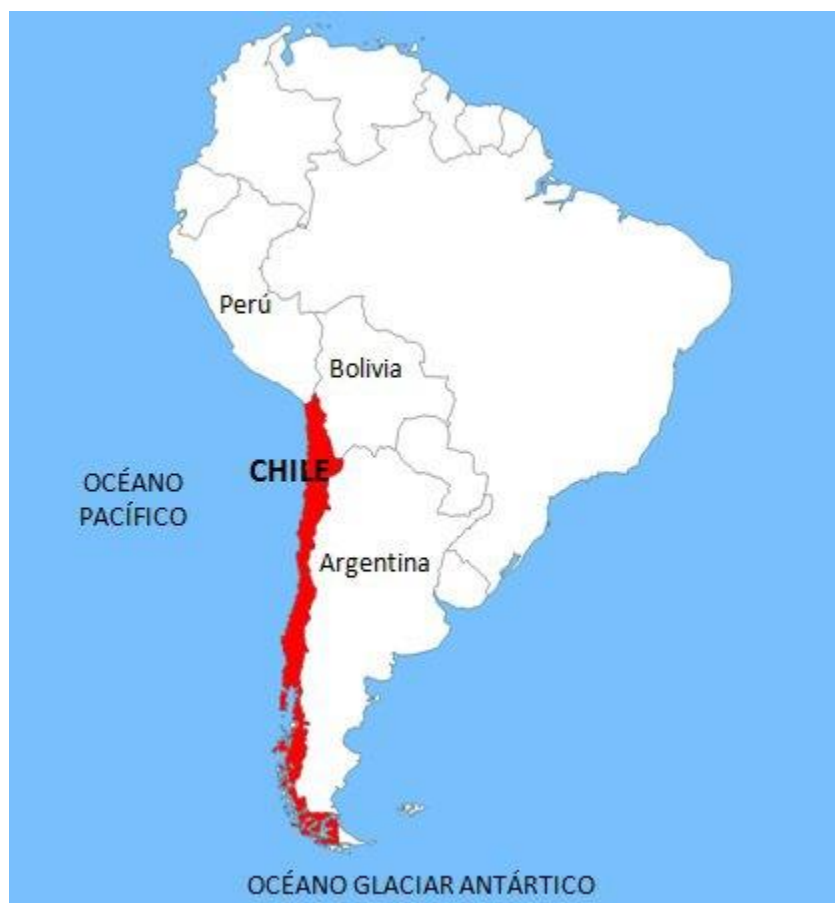 Perú
Bolivia
CHILE
OCÉANO
PACÍFICO
Argentina
OCÉANO GLACIAR ANTÁRTICO